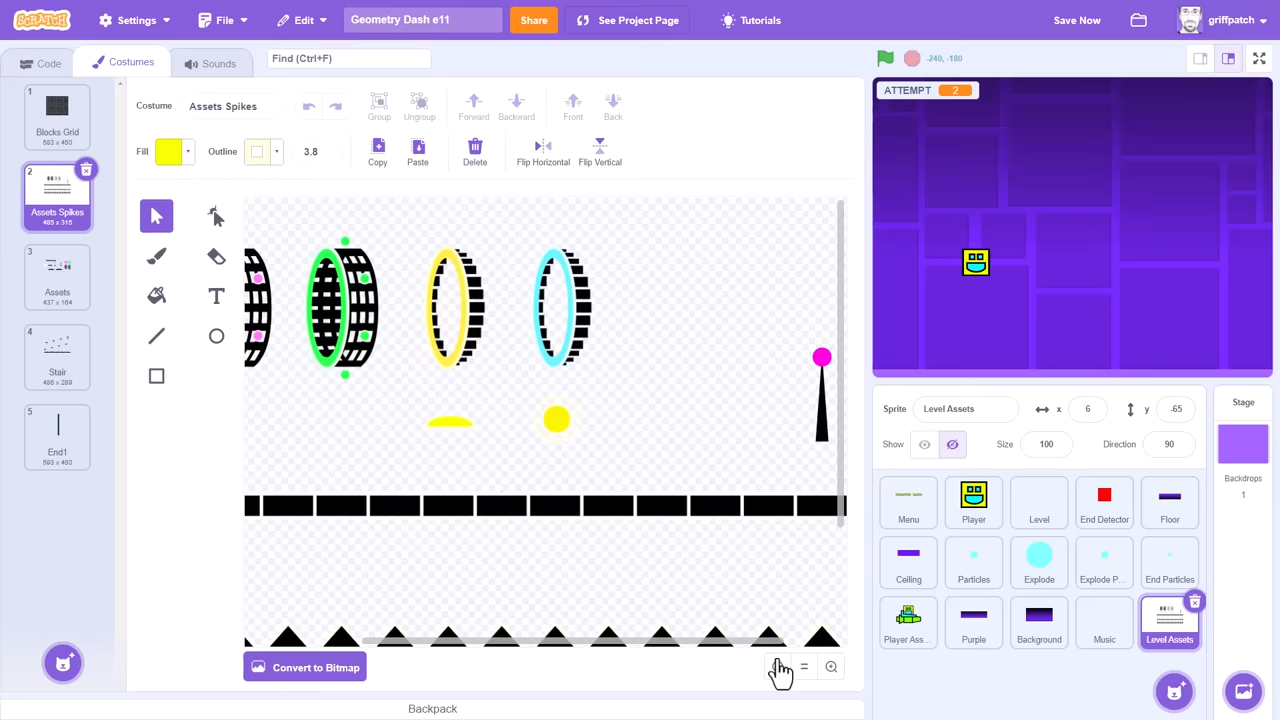 SCRATCH Settings File Edit Geometry Dash e11 Share See Project Page Tutorials Save Now griffpatch
Code Costumes Sounds Find (Ctrl+F) -240, -180
ATTEMPT 2
1
Blocks Grid
583 x 460
2
Assets Spikes
485 x 315
3
Assets
437 x 164
4
Stair
486 x 289
5
End1
593 x 460
Costume Assets Spikes Group Ungroup Forward Backward Front Back
Fill Outline 3.8 Copy Paste Delete Flip Horizontal Flip Vertical
Convert to Bitmap
Backpack
Sprite Level Assets x 6 y -65
Show Size 100 Direction 90
Menu Player Level End Detector Floor
Ceiling Particles Explode Explode P... End Particles
Player Ass... Purple Background Music Level Assets
Stage
Backdrops
1